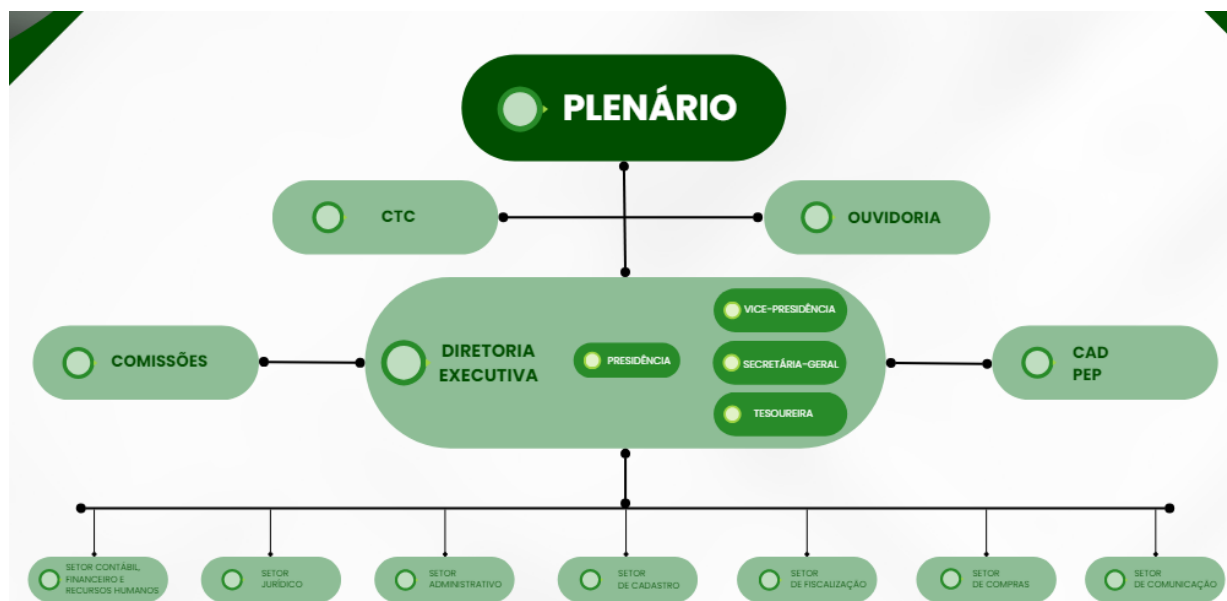 PLENÁRIO
CTC
OUVIDORIA
COMISSÕES
DIRETORIA
EXECUTIVA
PRESIDÊNCIA
VICE-PRESIDÊNCIA
SECRETÁRIA-GERAL
TESOUREIRA
CAD
PEP
SETOR CONTÁBIL,
FINANCEIRO E
RECURSOS HUMANOS
SETOR
JURÍDICO
SETOR
ADMINISTRATIVO
SETOR
DE CADASTRO
SETOR
DE FISCALIZAÇÃO
SETOR
DE COMPRAS
SETOR
DE COMUNICAÇÃO